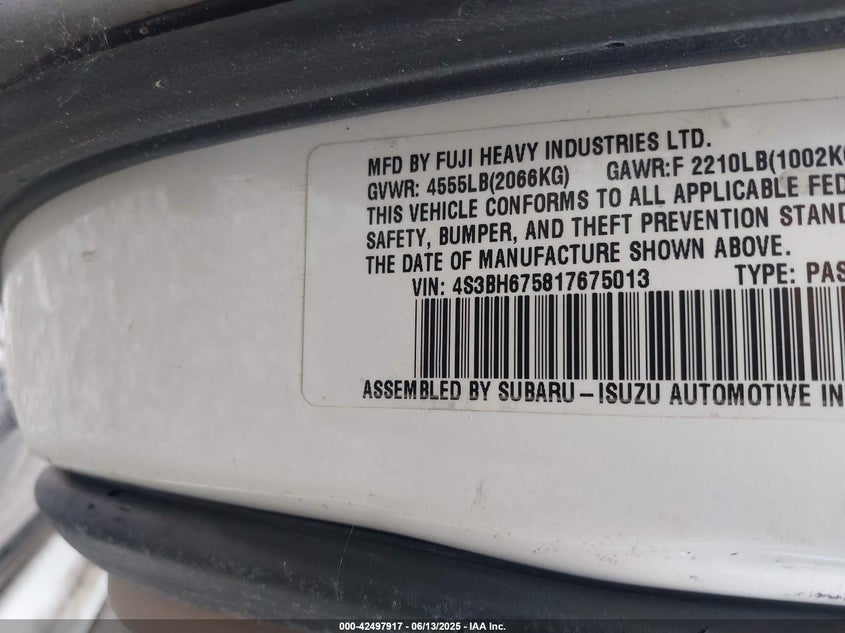 MFD BY FUJI HEAVY INDUSTRIES LTD.
GVWR: 4555LB(2066KG) GAWR:F 2210LB(1002KG
THIS VEHICLE CONFORMS TO ALL APPLICABLE FED
SAFETY, BUMPER, AND THEFT PREVENTION STAND
THE DATE OF MANUFACTURE SHOWN ABOVE.
VIN: 4S3BH675817675013 TYPE: PAS
ASSEMBLED BY SUBARU-ISUZU AUTOMOTIVE IN
000-42497917 06/13/2025 IAA Inc.